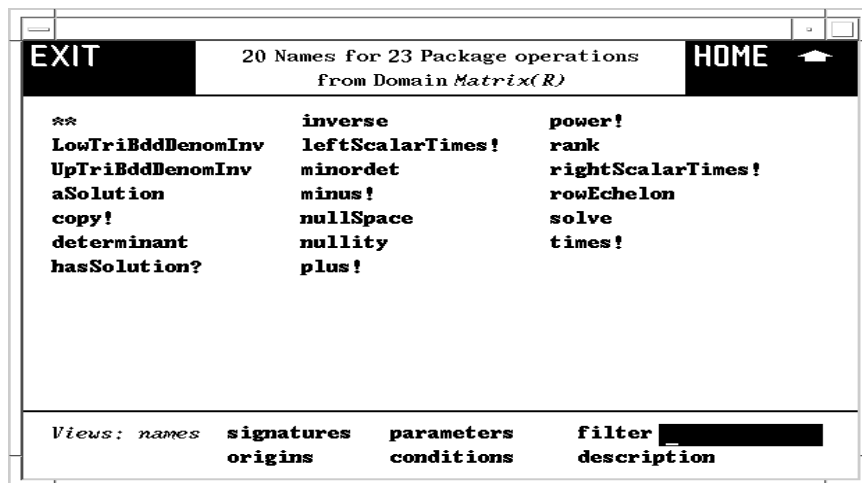 EXIT 20 Names for 23 Package operations HOME
from Domain Matrix(R)
** inverse power!
LowTriBddDenomInv leftScalarTimes! rank
UpTriBddDenomInv minordet rightScalarTimes!
aSolution minus! rowEchelon
copy! nullSpace solve
determinant nullity times!
hasSolution? plus!
Views: names signatures parameters filter _
origins conditions description